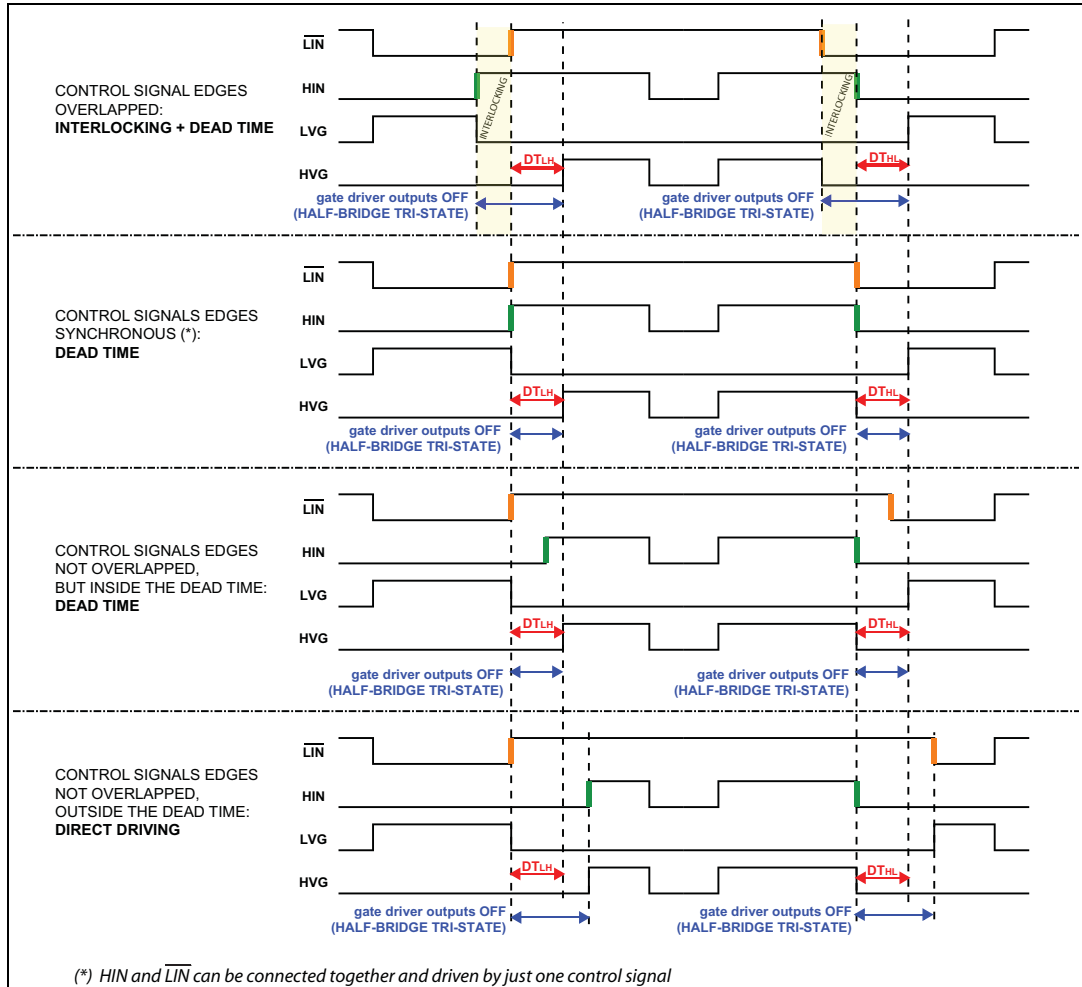 LIN
CONTROL SIGNAL EDGES
OVERLAPPED:
INTERLOCKING + DEAD TIME
HIN
INTERLOCKING
INTERLOCKING
LVG
DTLH
DTHL
HVG
gate driver outputs OFF
(HALF-BRIDGE TRI-STATE)
gate driver outputs OFF
(HALF-BRIDGE TRI-STATE)
LIN
CONTROL SIGNALS EDGES
SYNCHRONOUS (*):
DEAD TIME
HIN
LVG
DTLH
DTHL
HVG
gate driver outputs OFF
(HALF-BRIDGE TRI-STATE)
gate driver outputs OFF
(HALF-BRIDGE TRI-STATE)
LIN
CONTROL SIGNALS EDGES
NOT OVERLAPPED,
BUT INSIDE THE DEAD TIME:
DEAD TIME
HIN
LVG
DTLH
DTHL
HVG
gate driver outputs OFF
(HALF-BRIDGE TRI-STATE)
gate driver outputs OFF
(HALF-BRIDGE TRI-STATE)
LIN
CONTROL SIGNALS EDGES
NOT OVERLAPPED,
OUTSIDE THE DEAD TIME:
DIRECT DRIVING
HIN
LVG
DTLH
DTHL
HVG
gate driver outputs OFF
(HALF-BRIDGE TRI-STATE)
gate driver outputs OFF
(HALF-BRIDGE TRI-STATE)
(*) HIN and LIN can be connected together and driven by just one control signal